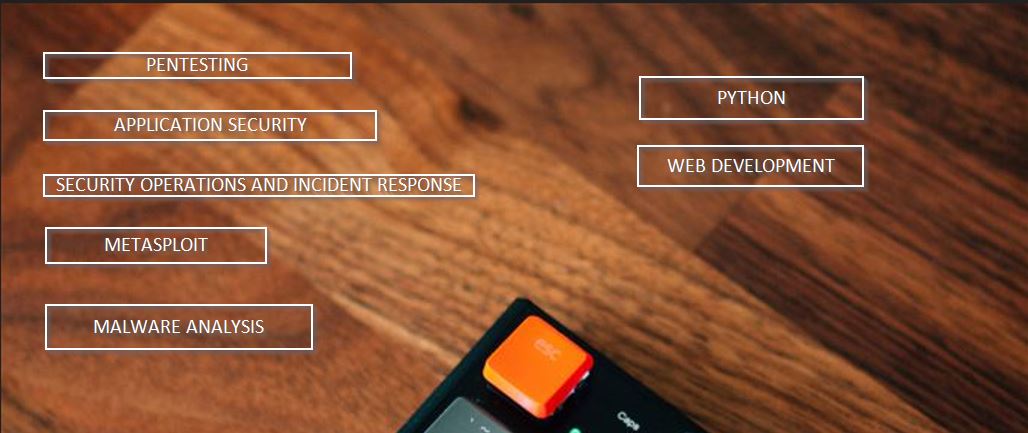 PENTESTING
APPLICATION SECURITY
SECURITY OPERATIONS AND INCIDENT RESPONSE
METASPLOIT
MALWARE ANALYSIS
PYTHON
WEB DEVELOPMENT
esc
Caps